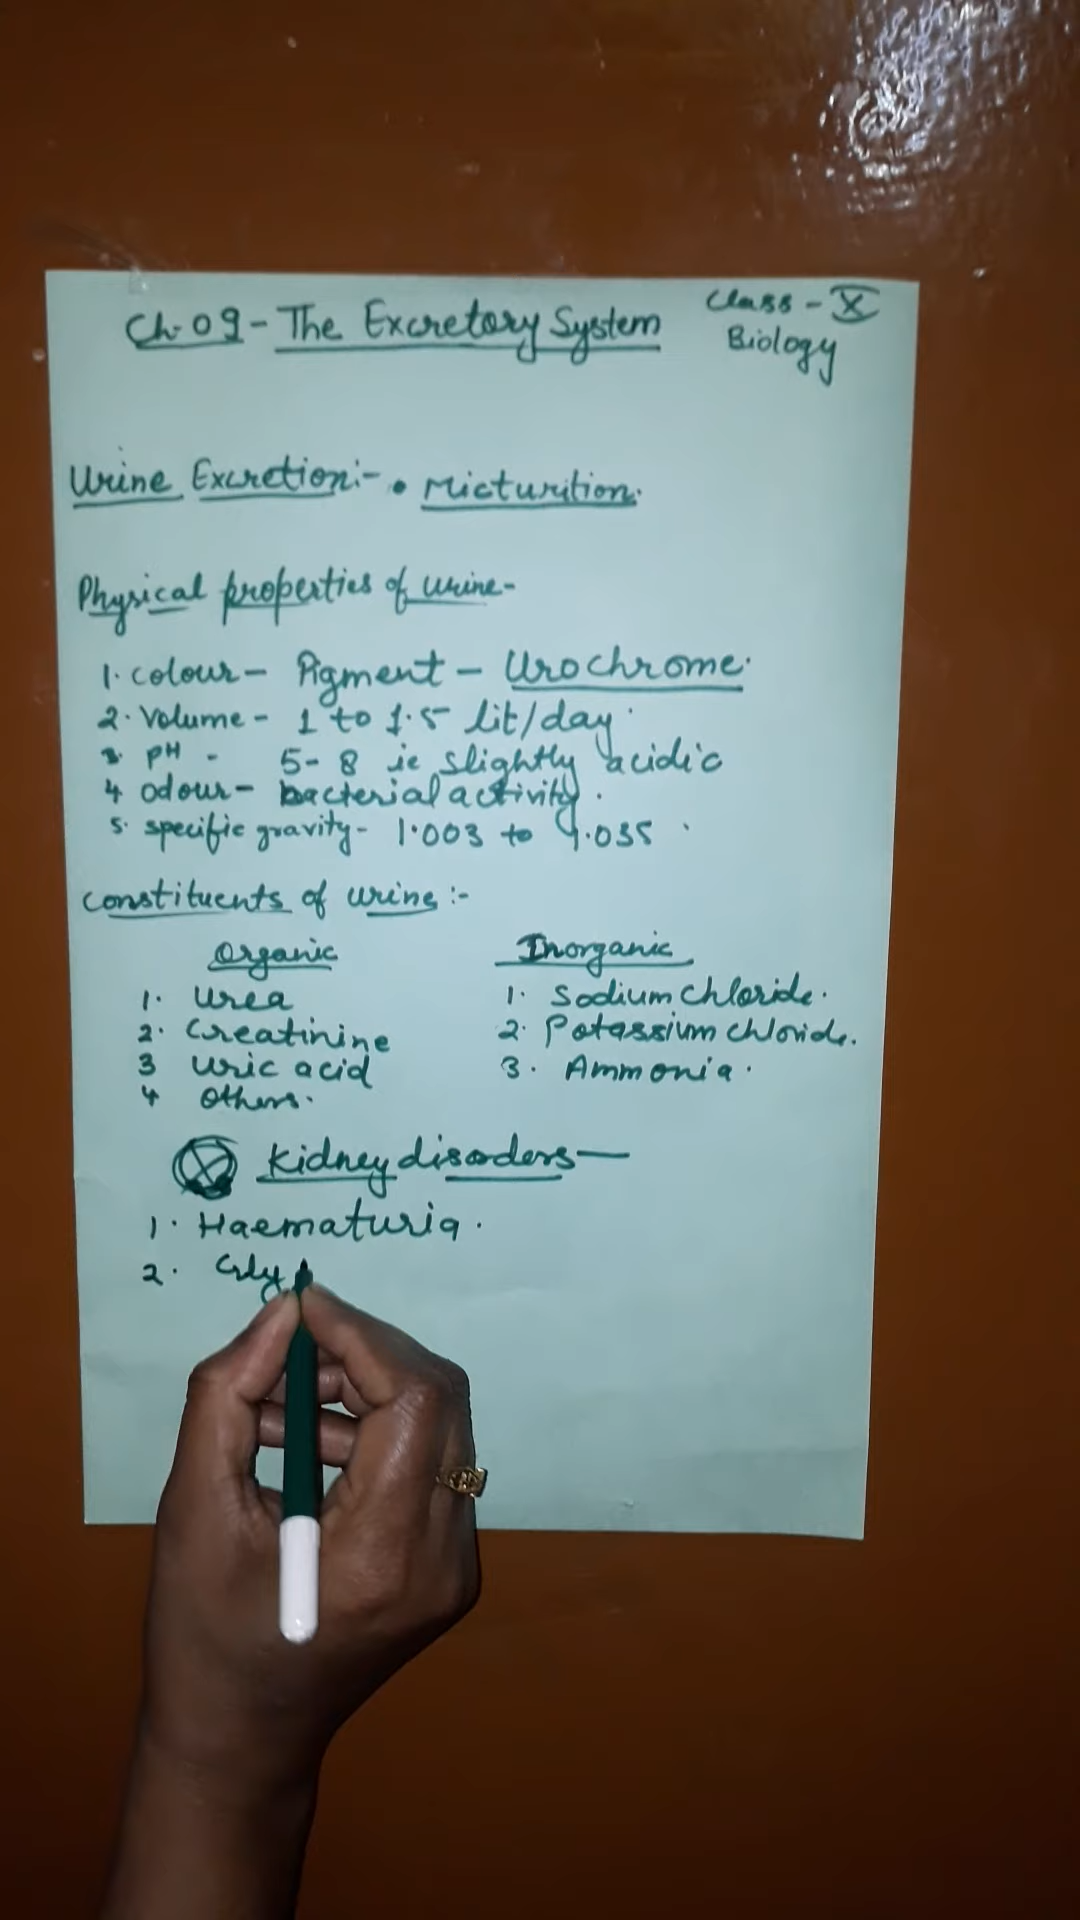 Ch. 09 - The Excretory System
Class - X
Biology
Urine Excretion:- • Micturition.
Physical properties of urine-
1. Colour - Pigment - Urochrome.
2. Volume - 1 to 1.5 lit/day.
3. pH - 5-8 ie slightly acidic
4 odour - bacterial activity.
5. specific gravity - 1.003 to 1.035.
Constituents of urine :-
Organic
1. Urea
2. Creatinine
3 Uric acid
4 Others.
Inorganic
1. Sodium Chloride.
2. Potassium chloride.
3. Ammonia.
Kidney disorders —
1. Haematuria.
2. Gly